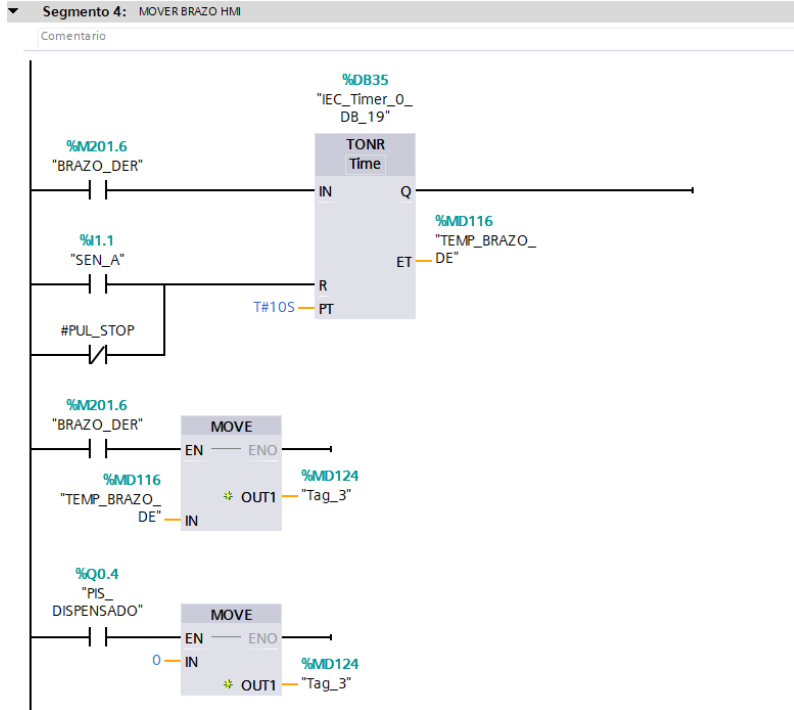 Segmento 4: MOVER BRAZO HMI
Comentario
%DB35
"IEC_Timer_0_
DB_19"
%M201.6
"BRAZO_DER"
TONR
Time
IN
Q
%MD116
"TEMP_BRAZO_
DE"
ET
%I1.1
"SEN_A"
R
T#10S
PT
#PUL_STOP
%M201.6
"BRAZO_DER"
MOVE
EN
ENO
%MD116
"TEMP_BRAZO_
DE"
IN
OUT1
%MD124
"Tag_3"
%Q0.4
"PIS_
DISPENSADO"
MOVE
EN
ENO
0
IN
OUT1
%MD124
"Tag_3"